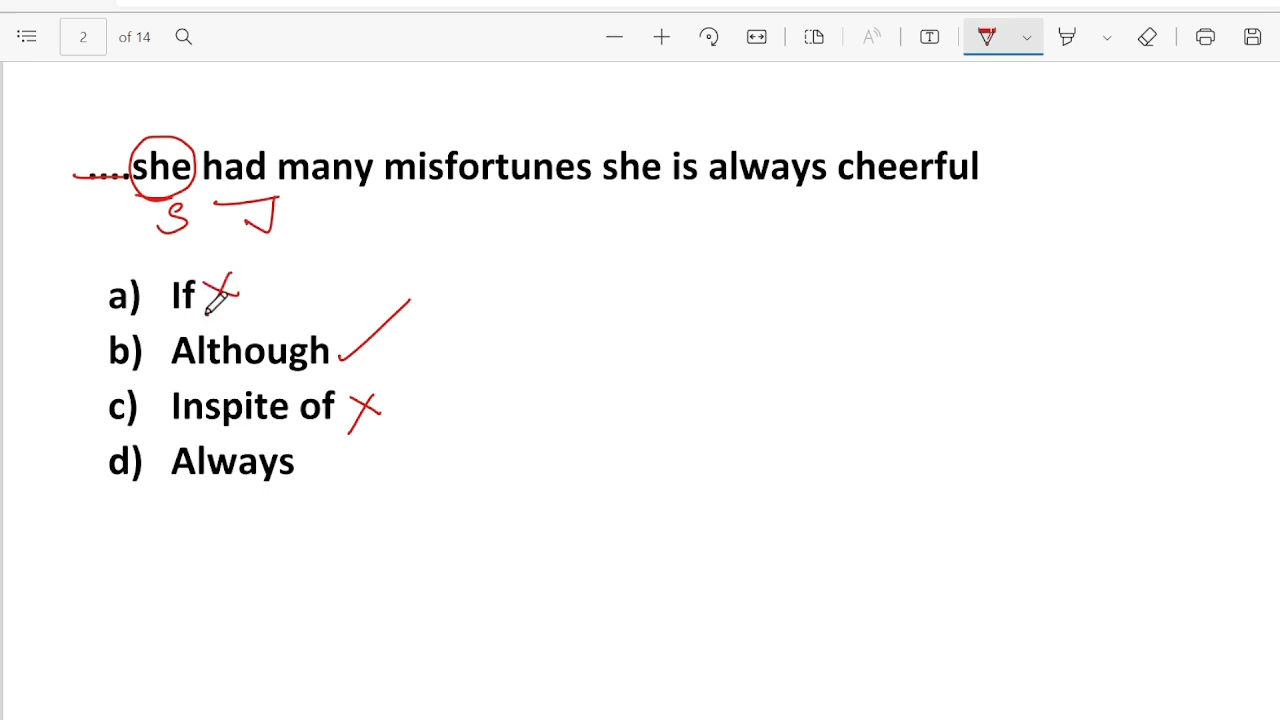 2 of 14
....she had many misfortunes she is always cheerful
S V
a) If
b) Although
c) Inspite of
d) Always